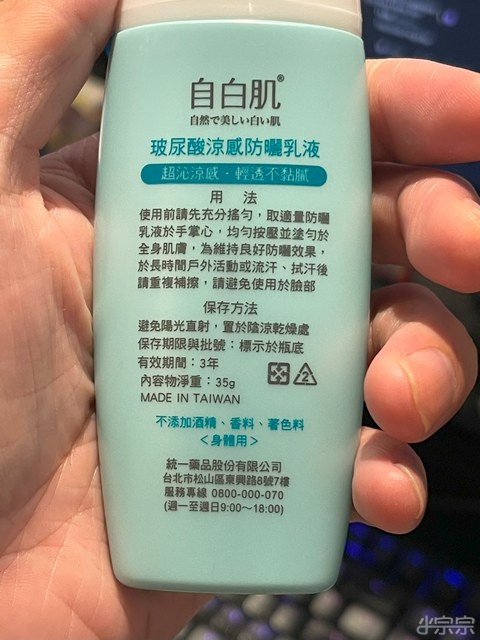 自白肌®
自然で美しい白い肌
玻尿酸涼感防曬乳液
超沁涼感・輕透不黏膩
用 法
使用前請先充分搖勻，取適量防曬
乳液於手掌心，均勻按壓並塗勻於
全身肌膚，為維持良好防曬效果，
於長時間戶外活動或流汗、拭汗後
請重複補擦，請避免使用於臉部
保存方法
避免陽光直射，置於陰涼乾燥處
保存期限與批號：標示於瓶底
有效期間：3年
內容物淨重：35g
MADE IN TAIWAN
2
不添加酒精、香料、著色料
＜身體用＞
統一藥品股份有限公司
台北市松山區東興路8號7樓
服務專線 0800-000-070
(週一至週日9:00～18:00)
小宗宗